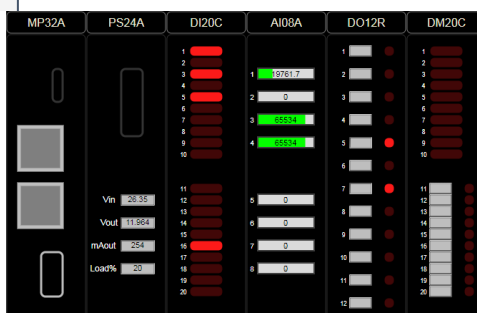 MP32A PS24A DI20C AI08A DO12R DM20C
1 1 1
2
3 1 19761.7 2 3
4
5 2 0 3 5
6
7 3 65534 4 7
8
9 4 65534 5 9
10 6 10
11 7 11
12 5 0 12
13 8 13
14 6 0 14
15 9 15
16 7 0 16
17 10 17
18 8 0 18
19 11 19
20 12 20
Vin 26.35
Vout 11.964
mAout 254
Load% 20